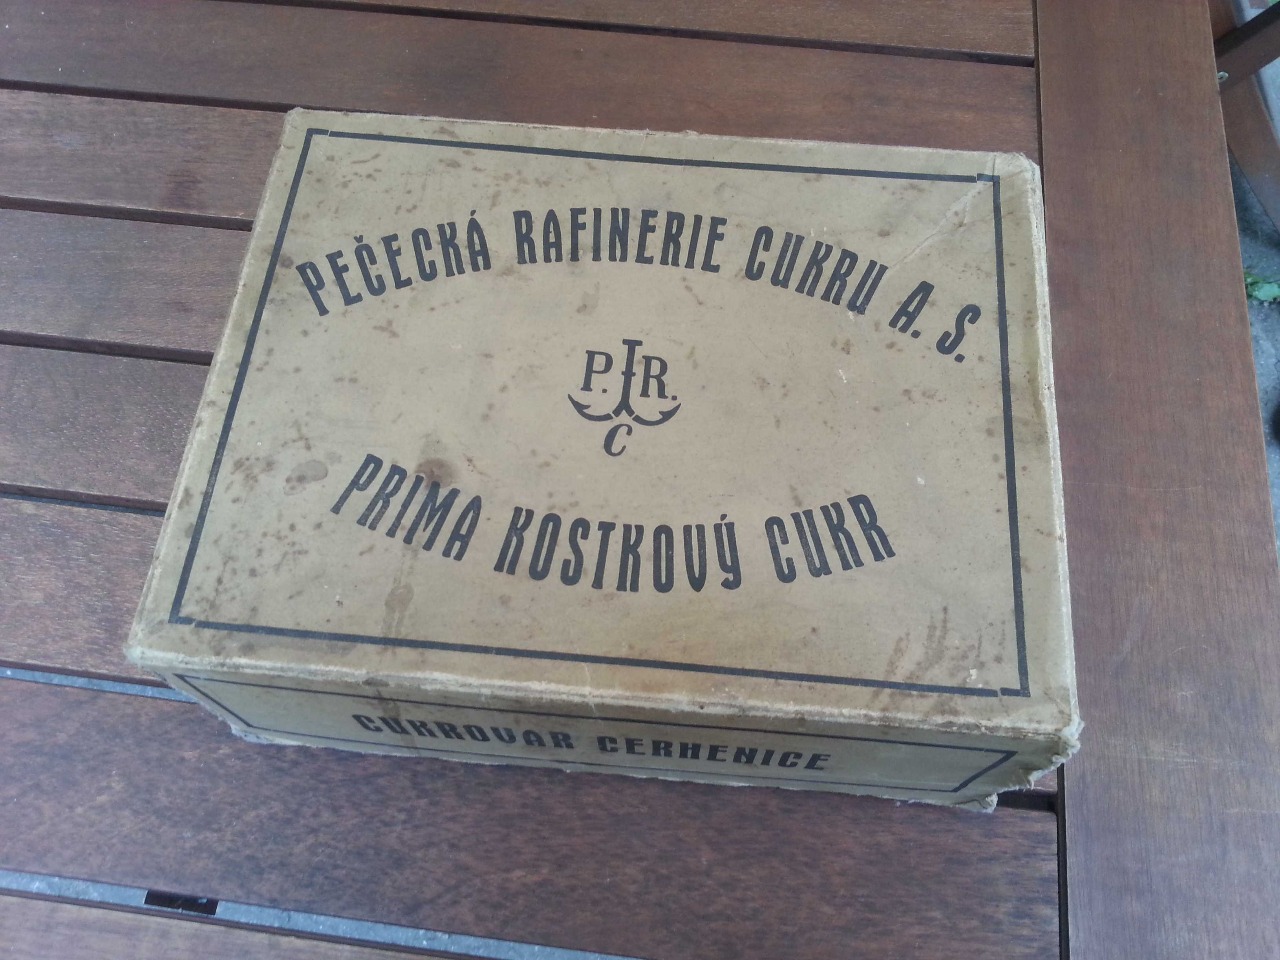 PEČECKÁ RAFINERIE CUKRU A. S.
P. R.
C
PRIMA KOSTKOVÝ CUKR
CUKROVAR CERHENICE